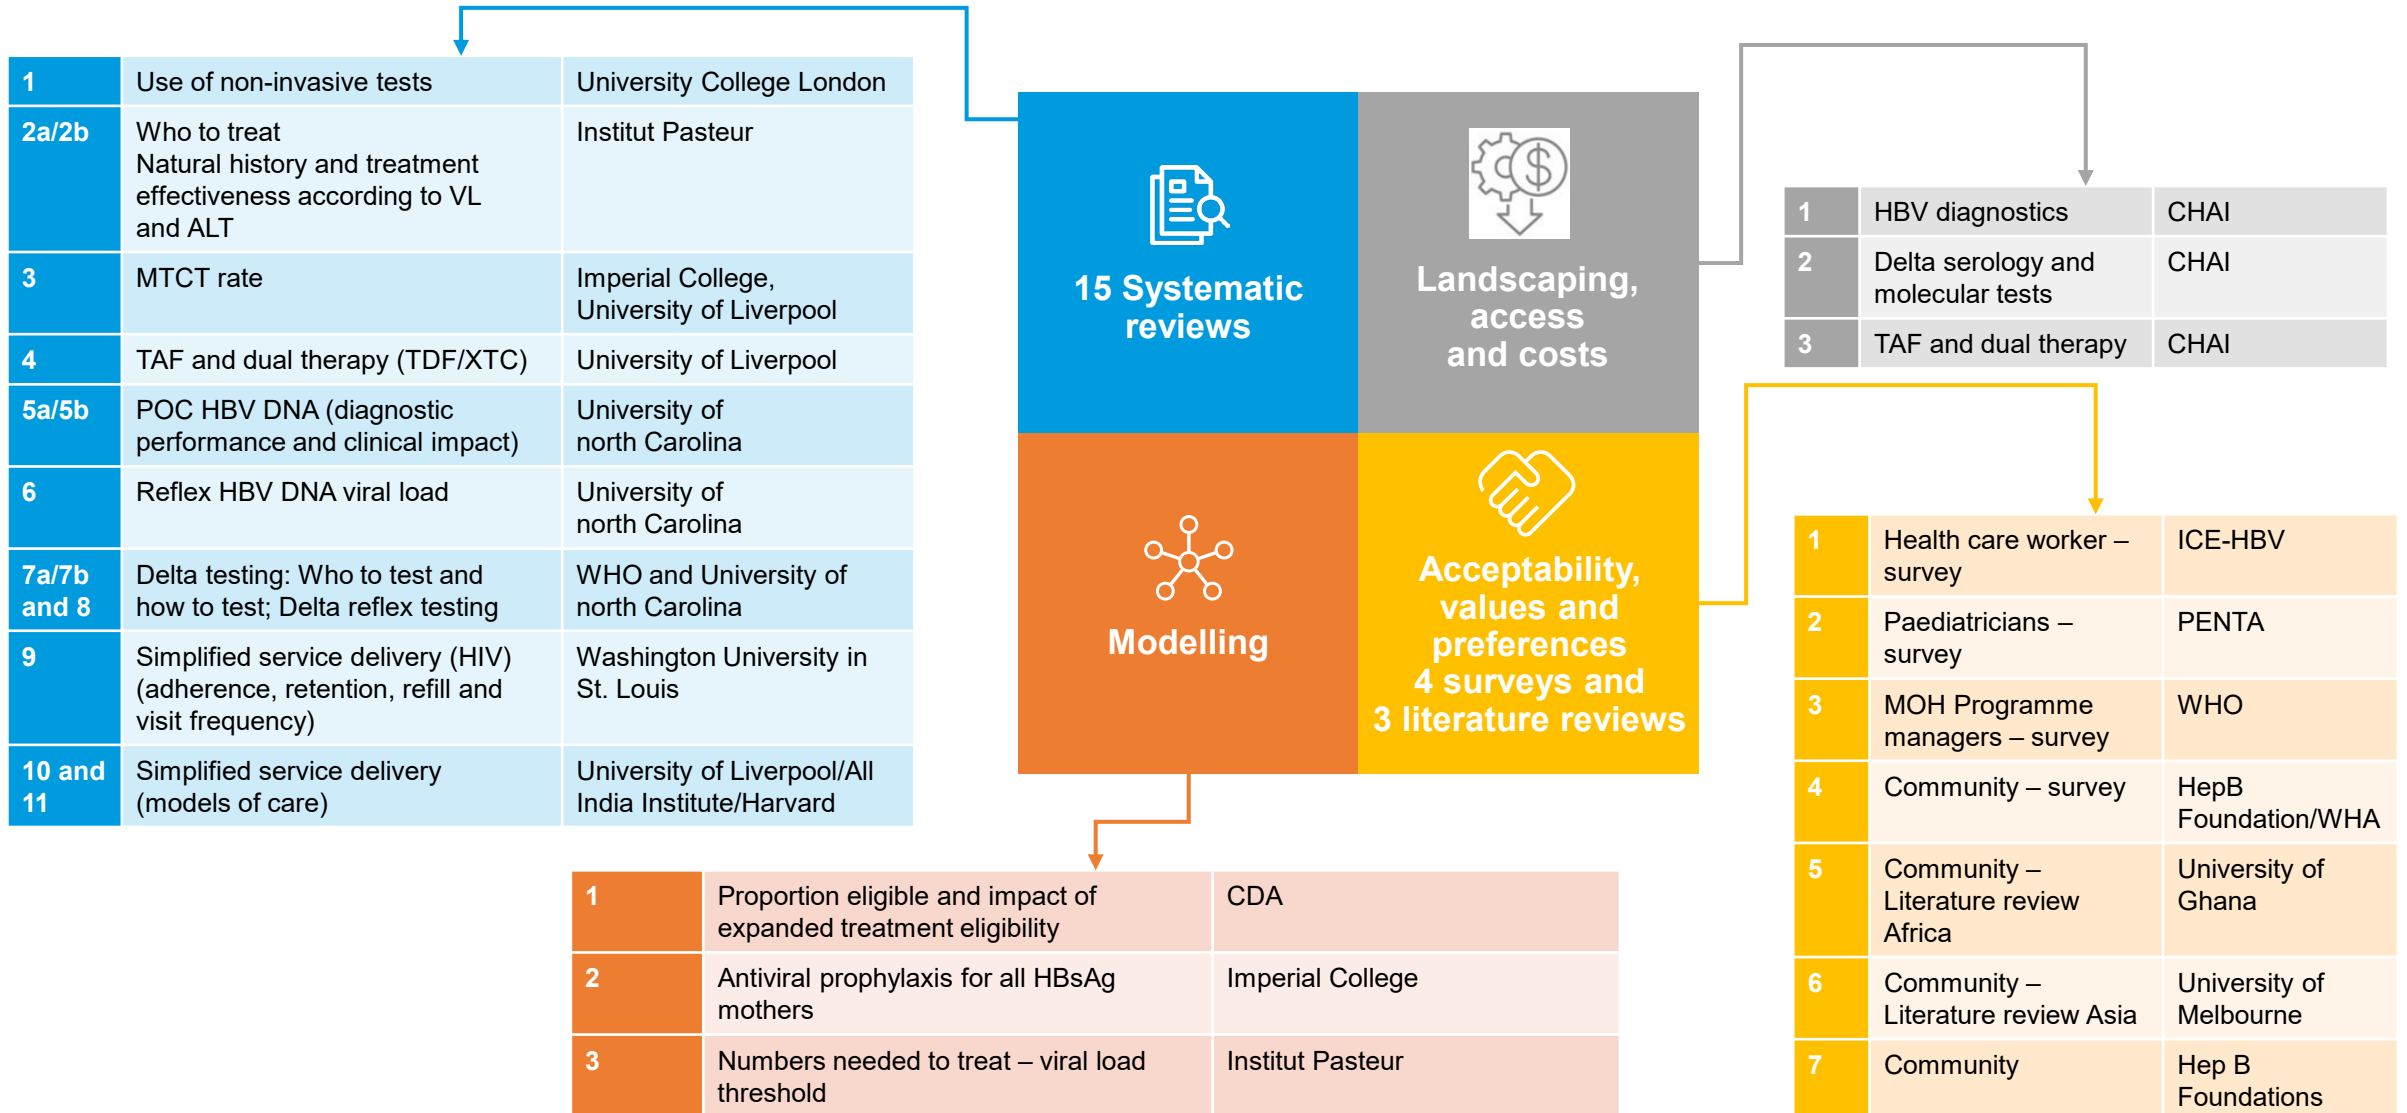 1 Use of non-invasive tests University College London
2a/2b Who to treat Institut Pasteur
Natural history and treatment
effectiveness according to VL
and ALT
3 MTCT rate Imperial College,
University of Liverpool
4 TAF and dual therapy (TDF/XTC) University of Liverpool
5a/5b POC HBV DNA (diagnostic University of
performance and clinical impact) north Carolina
6 Reflex HBV DNA viral load University of
north Carolina
7a/7b Delta testing: Who to test and WHO and University of
and 8 how to test; Delta reflex testing north Carolina
9 Simplified service delivery (HIV) Washington University in
(adherence, retention, refill and St. Louis
visit frequency)
10 and Simplified service delivery University of Liverpool/All
11 (models of care) India Institute/Harvard
15 Systematic
reviews
Landscaping,
access
and costs
Modelling
Acceptability,
values and
preferences
4 surveys and
3 literature reviews
1 HBV diagnostics CHAI
2 Delta serology and CHAI
molecular tests
3 TAF and dual therapy CHAI
1 Health care worker – ICE-HBV
survey
2 Paediatricians – PENTA
survey
3 MOH Programme WHO
managers – survey
4 Community – survey HepB
Foundation/WHA
5 Community – University of
Literature review Ghana
Africa
6 Community – University of
Literature review Asia Melbourne
7 Community Hep B
Foundations
1 Proportion eligible and impact of CDA
expanded treatment eligibility
2 Antiviral prophylaxis for all HBsAg Imperial College
mothers
3 Numbers needed to treat – viral load Institut Pasteur
threshold